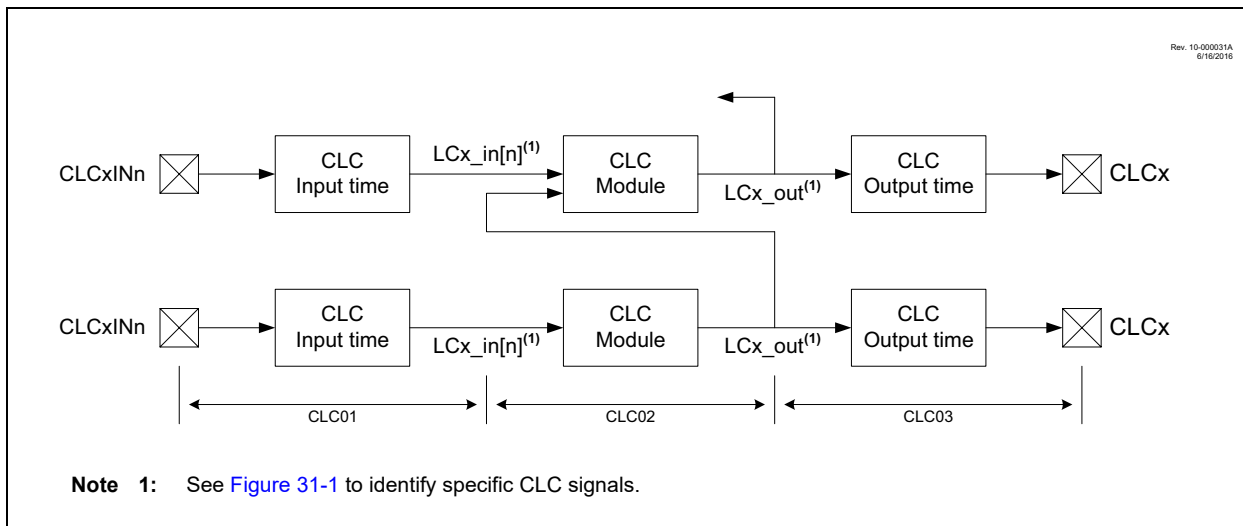 Rev. 10-000031A
6/16/2016
CLCxINn
CLC
Input time
LCx_in[n](1)
CLC
Module
LCx_out(1)
CLC
Output time
CLCx
CLCxINn
CLC
Input time
LCx_in[n](1)
CLC
Module
LCx_out(1)
CLC
Output time
CLCx
CLC01
CLC02
CLC03
Note 1: See Figure 31-1 to identify specific CLC signals.